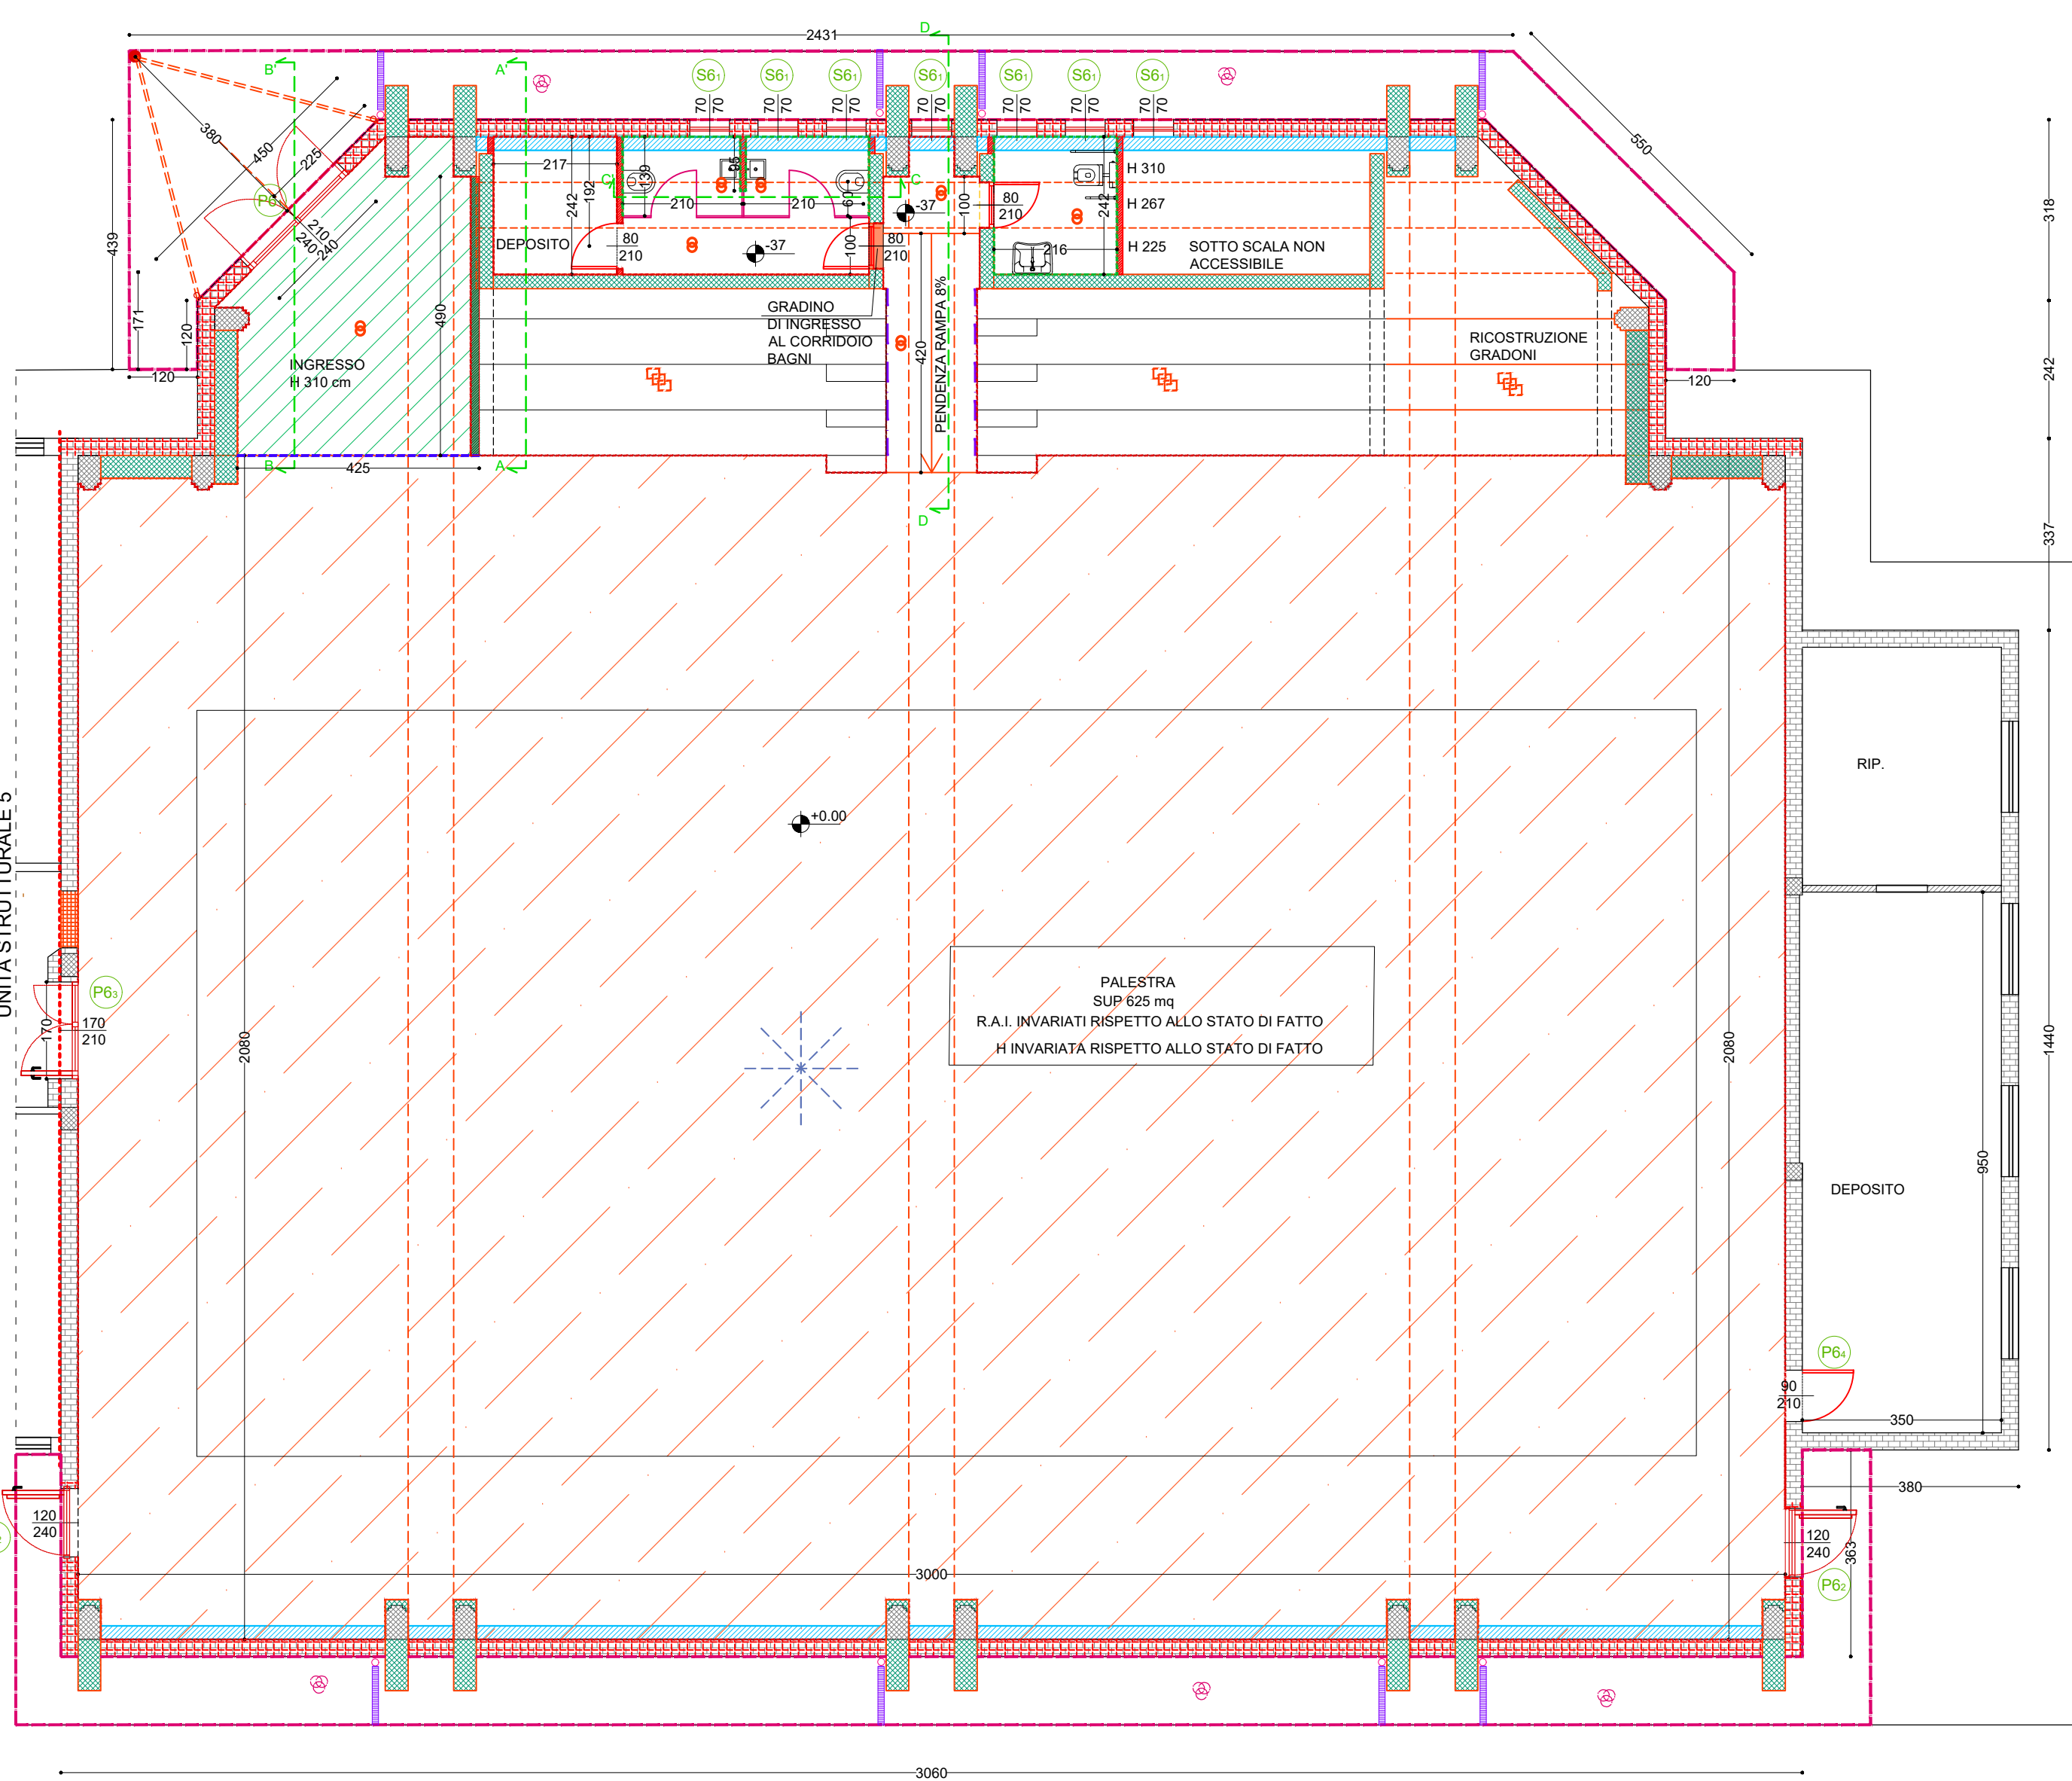 2431
D
B'
A'
S6₁
S6₁
S6₁
S6₁
S6₁
S6₁
S6₁
70
70
70
70
70
70
70
70
70
70
70
70
70
70
380
450
225
550
P6
210
240
240
439
171
120
120
318
242
337
1440
217
242
192
139
95
C'
C
210
210
60
100
-37
-37
100
80
210
80
210
80
210
242
216
H 310
H 267
H 225
DEPOSITO
SOTTO SCALA NON
ACCESSIBILE
GRADINO
DI INGRESSO
AL CORRIDOIO
BAGNI
420
PENDENZA RAMPA 8%
RICOSTRUZIONE
GRADONI
490
INGRESSO
H 310 cm
120
B
425
A
D
UNITA STRUTTURALE 5
RIP.
+0.00
PALESTRA
SUP 625 mq
R.A.I. INVARIATI RISPETTO ALLO STATO DI FATTO
H INVARIATA RISPETTO ALLO STATO DI FATTO
P6₃
170
170
210
2080
2080
950
DEPOSITO
P6₄
90
210
350
380
120
240
120
240
363
P6₂
3000
3060